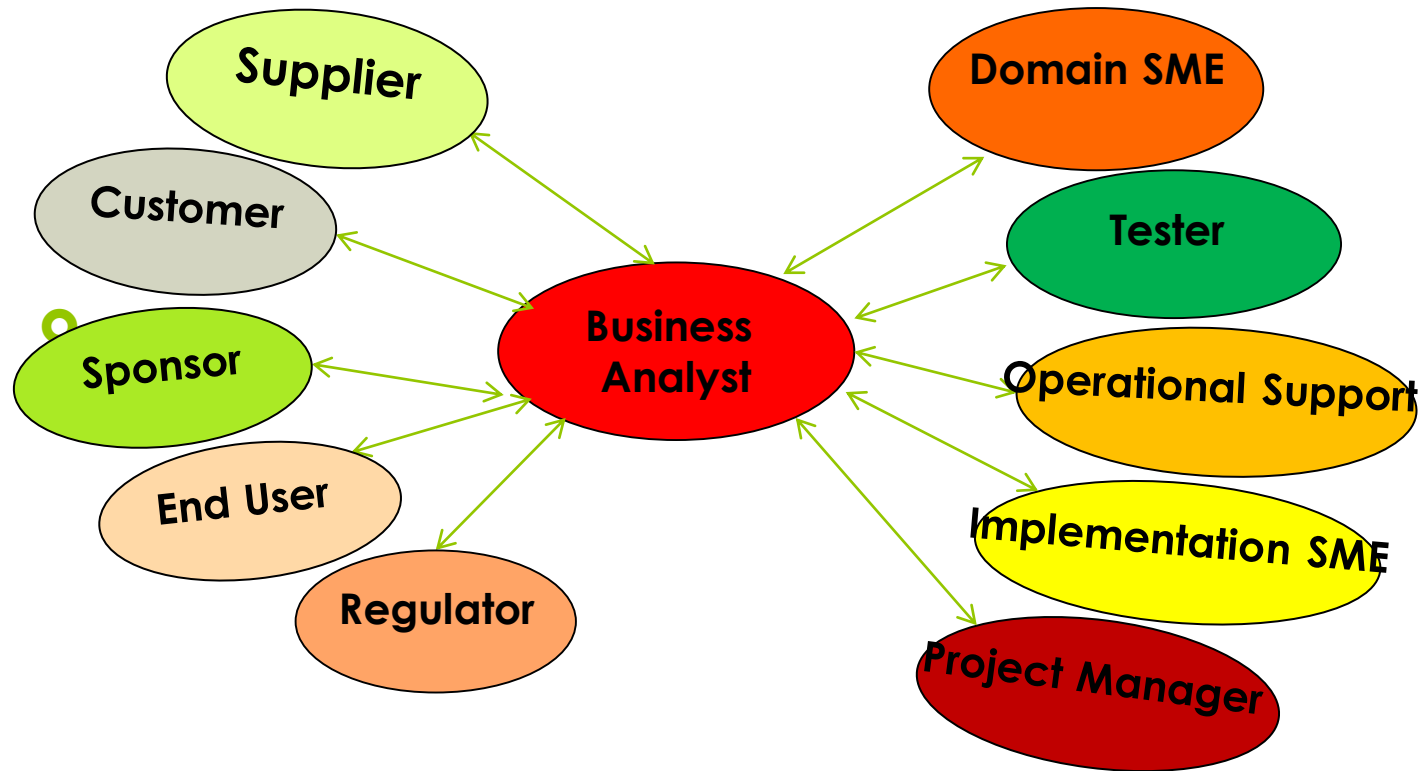 Supplier
Customer
Sponsor
End User
Regulator
Business
Analyst
Domain SME
Tester
Operational Support
Implementation SME
Project Manager